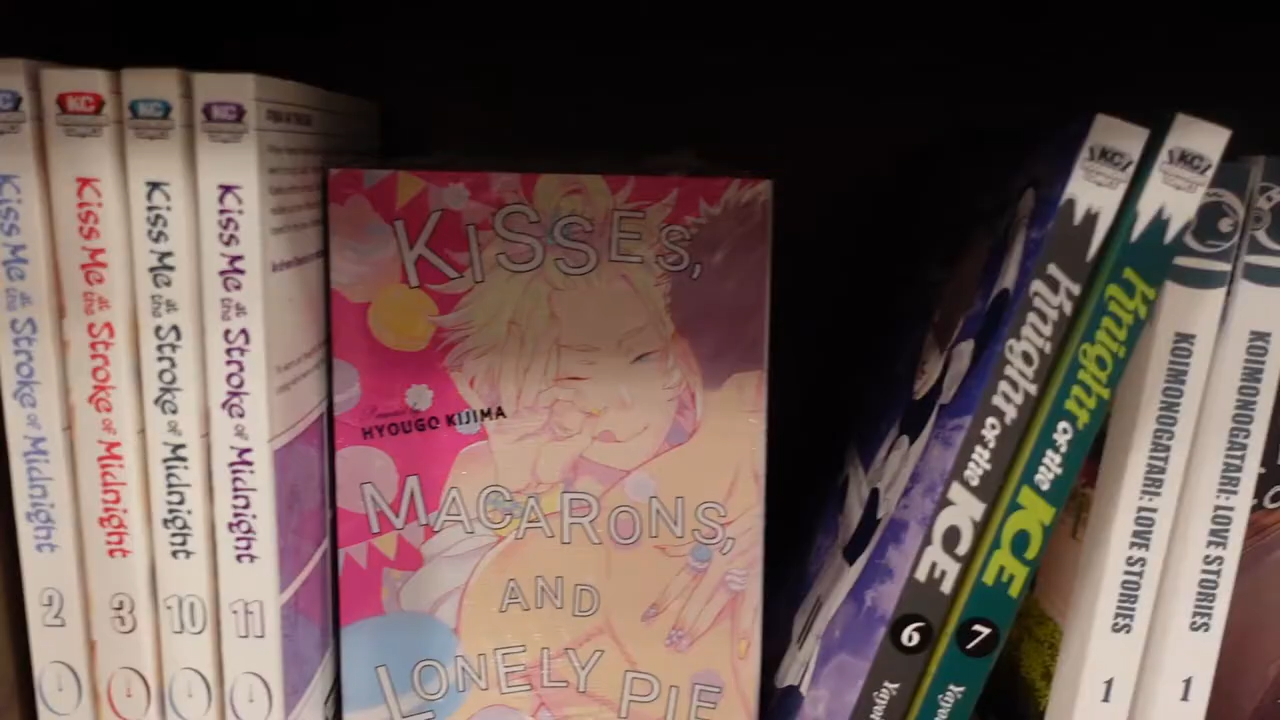 KC
Kiss Me at the Stroke of Midnight
2
KC
Kiss Me at the Stroke of Midnight
3
KC
Kiss Me at the Stroke of Midnight
10
KC
Kiss Me at the Stroke of Midnight
11
KISSES,
HYOUGO KIJIMA
MACARONS,
AND
LONELY PIE
KC
Knight of the ICE
6
KC
Knight of the ICE
7
KOIMONOGATARI: LOVE STORIES
1
KOIMONOGATARI: LOVE STORIES
1